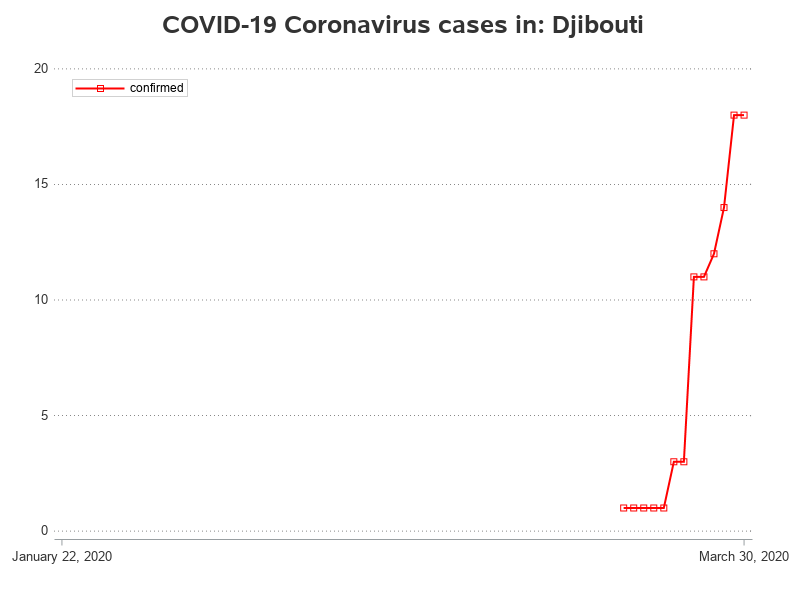 COVID-19 Coronavirus cases in: Djibouti
20
confirmed
15
10
5
0
January 22, 2020
March 30, 2020